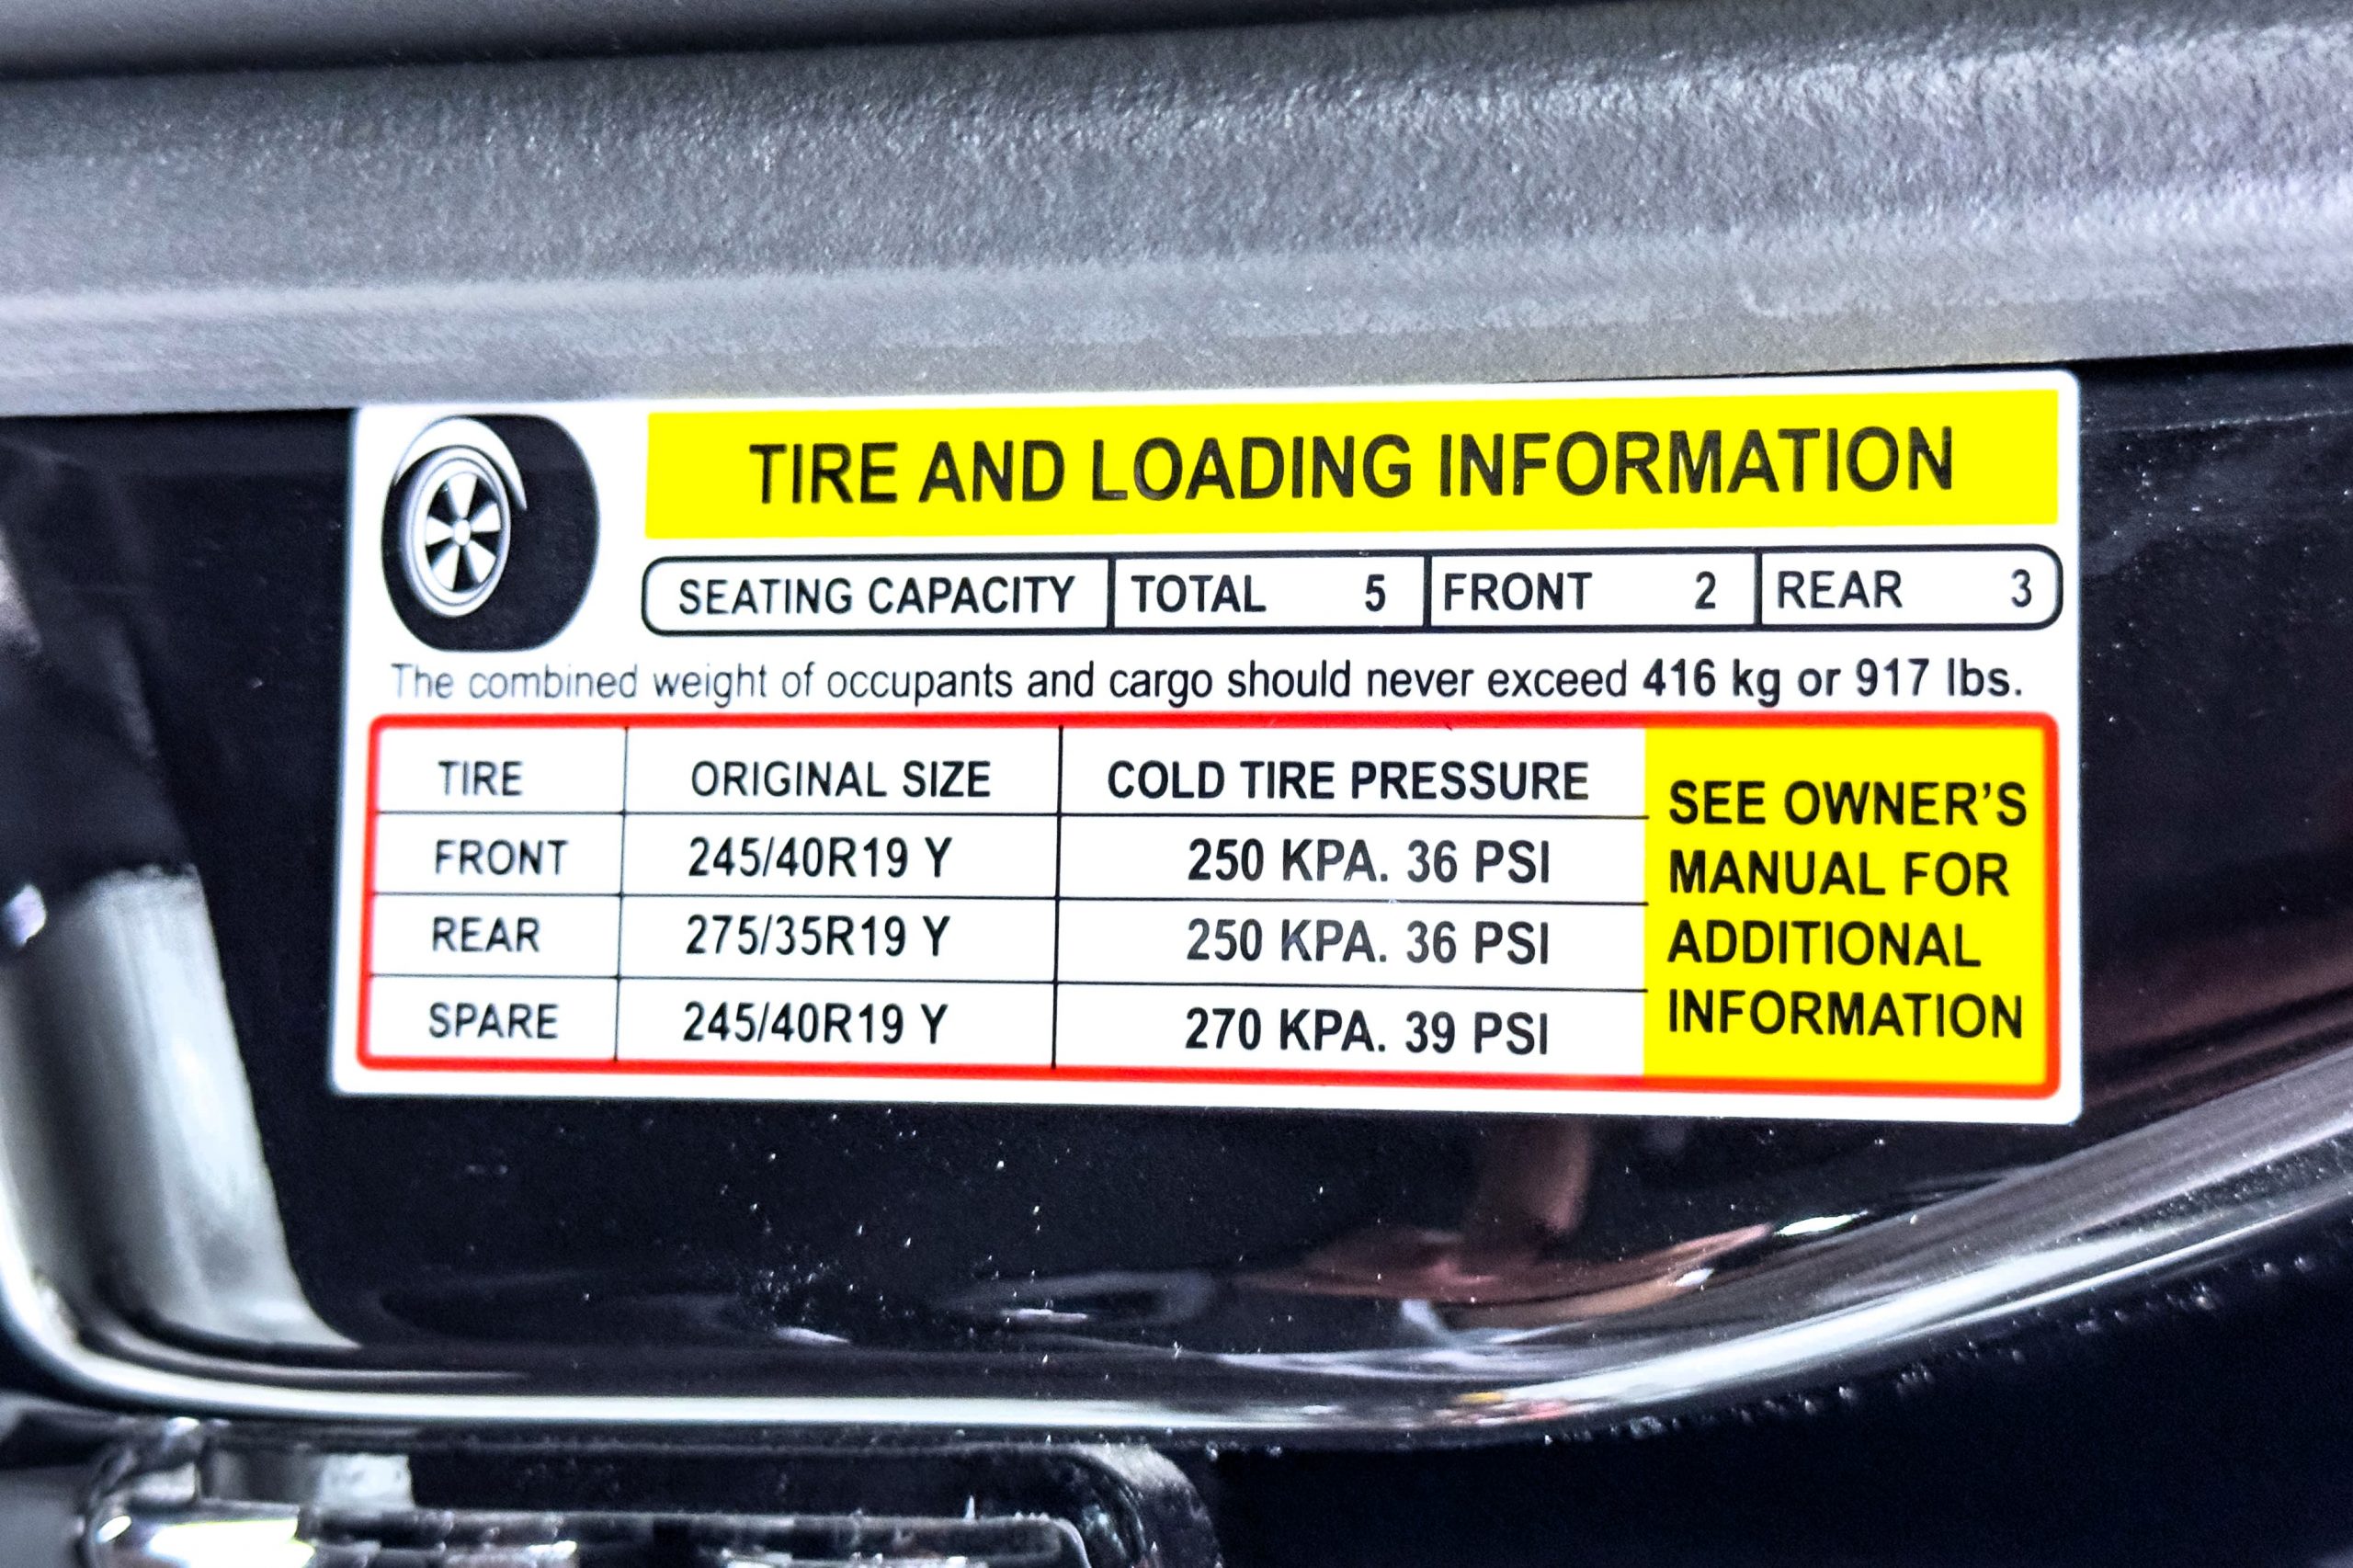 TIRE AND LOADING INFORMATION
SEATING CAPACITY TOTAL 5 FRONT 2 REAR 3
The combined weight of occupants and cargo should never exceed 416 kg or 917 lbs.
TIRE ORIGINAL SIZE COLD TIRE PRESSURE
FRONT 245/40R19 Y 250 KPA. 36 PSI
REAR 275/35R19 Y 250 KPA. 36 PSI
SPARE 245/40R19 Y 270 KPA. 39 PSI
SEE OWNER'S
MANUAL FOR
ADDITIONAL
INFORMATION